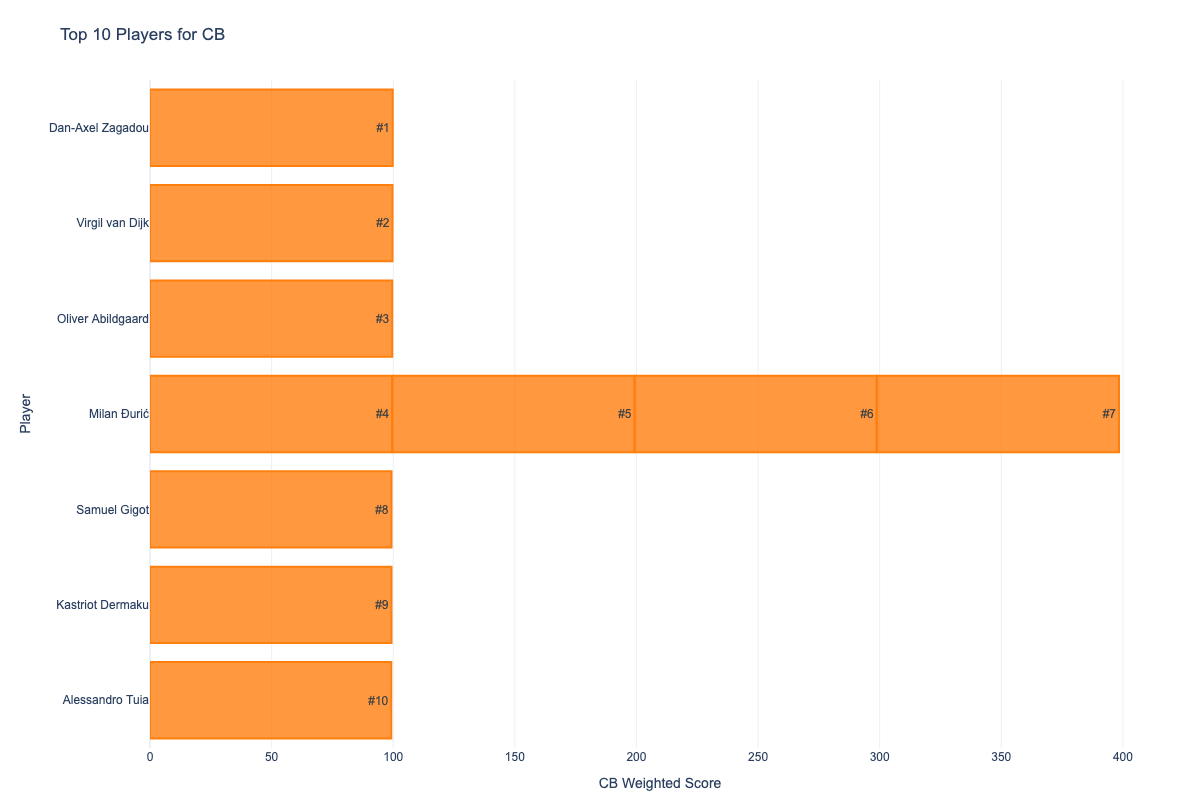 Top 10 Players for CB
Player
Dan-Axel Zagadou #1
Virgil van Dijk #2
Oliver Abildgaard #3
Milan Đurić #4 #5 #6 #7
Samuel Gigot #8
Kastriot Dermaku #9
Alessandro Tuia #10
0 50 100 150 200 250 300 350 400
CB Weighted Score